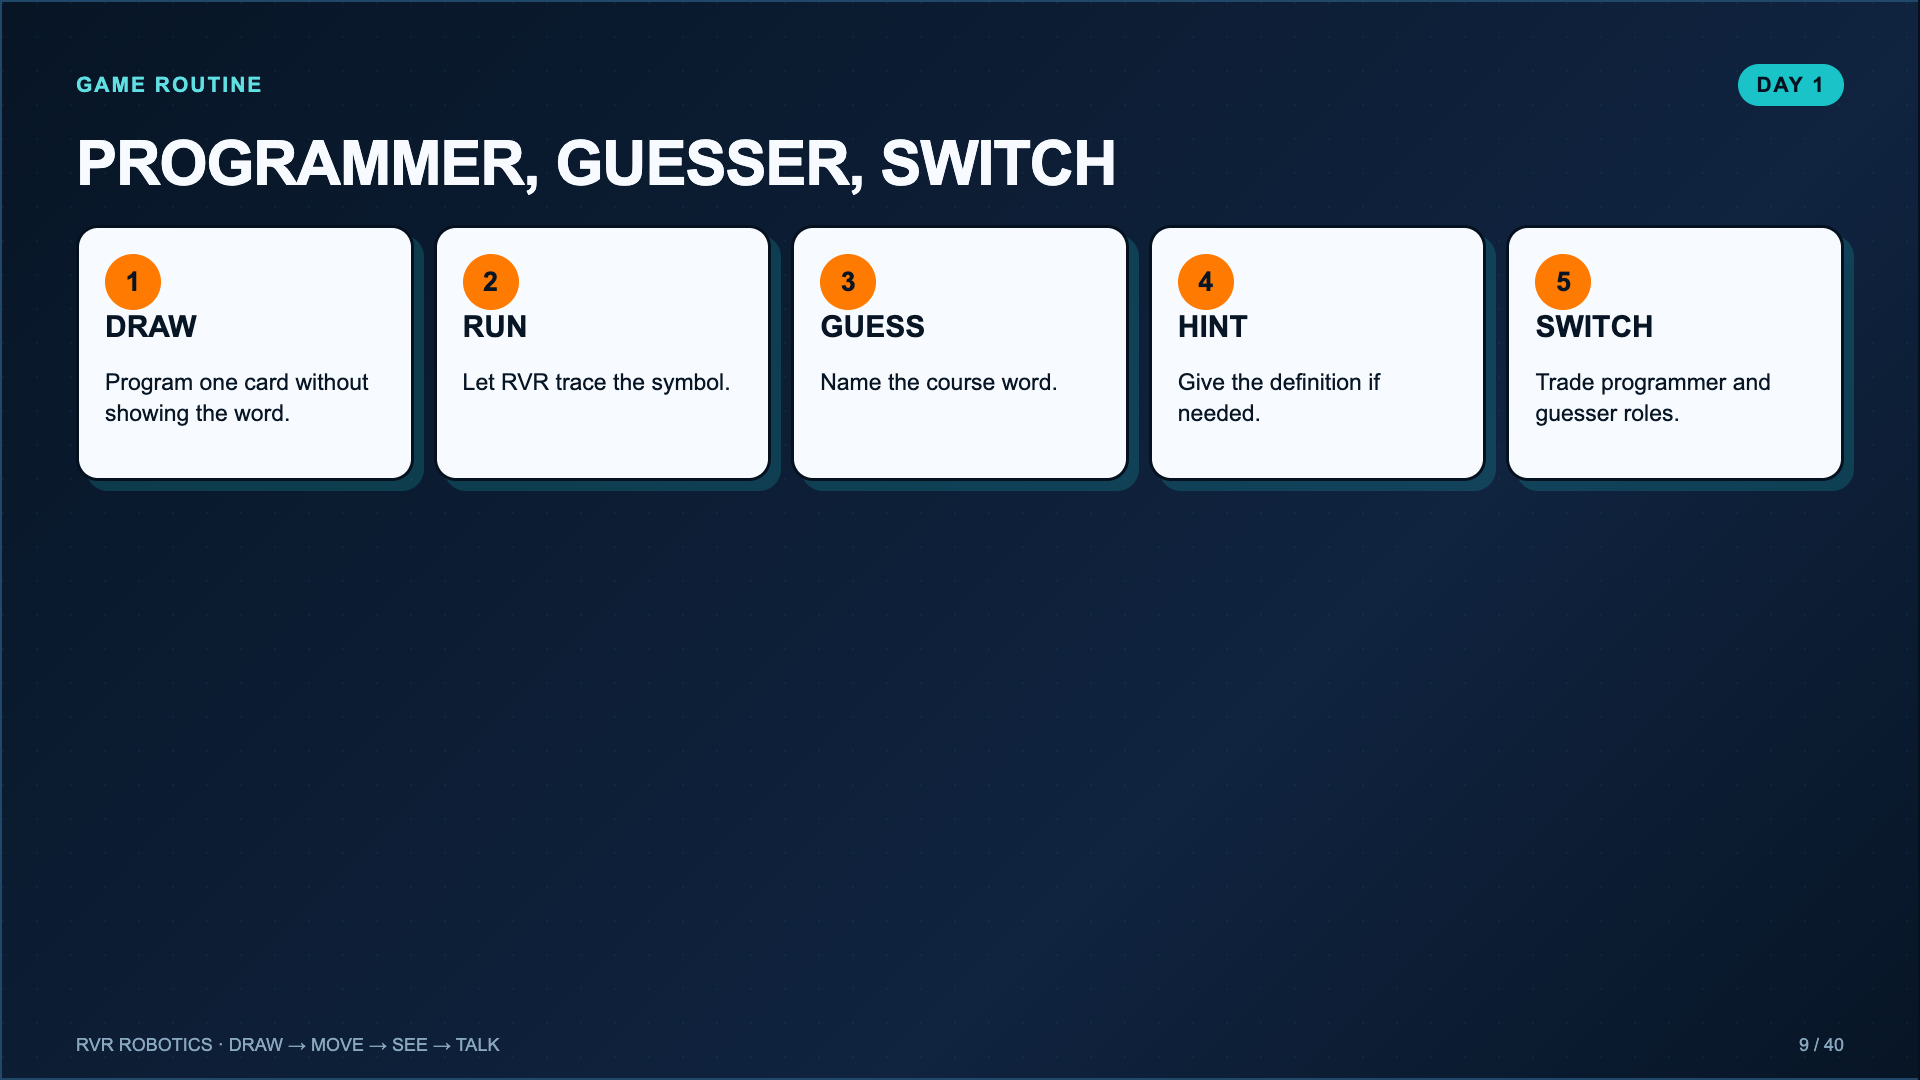 GAME ROUTINE
DAY 1
PROGRAMMER, GUESSER, SWITCH
1
DRAW
Program one card without
showing the word.
2
RUN
Let RVR trace the symbol.
3
GUESS
Name the course word.
4
HINT
Give the definition if
needed.
5
SWITCH
Trade programmer and
guesser roles.
RVR ROBOTICS · DRAW → MOVE → SEE → TALK
9 / 40